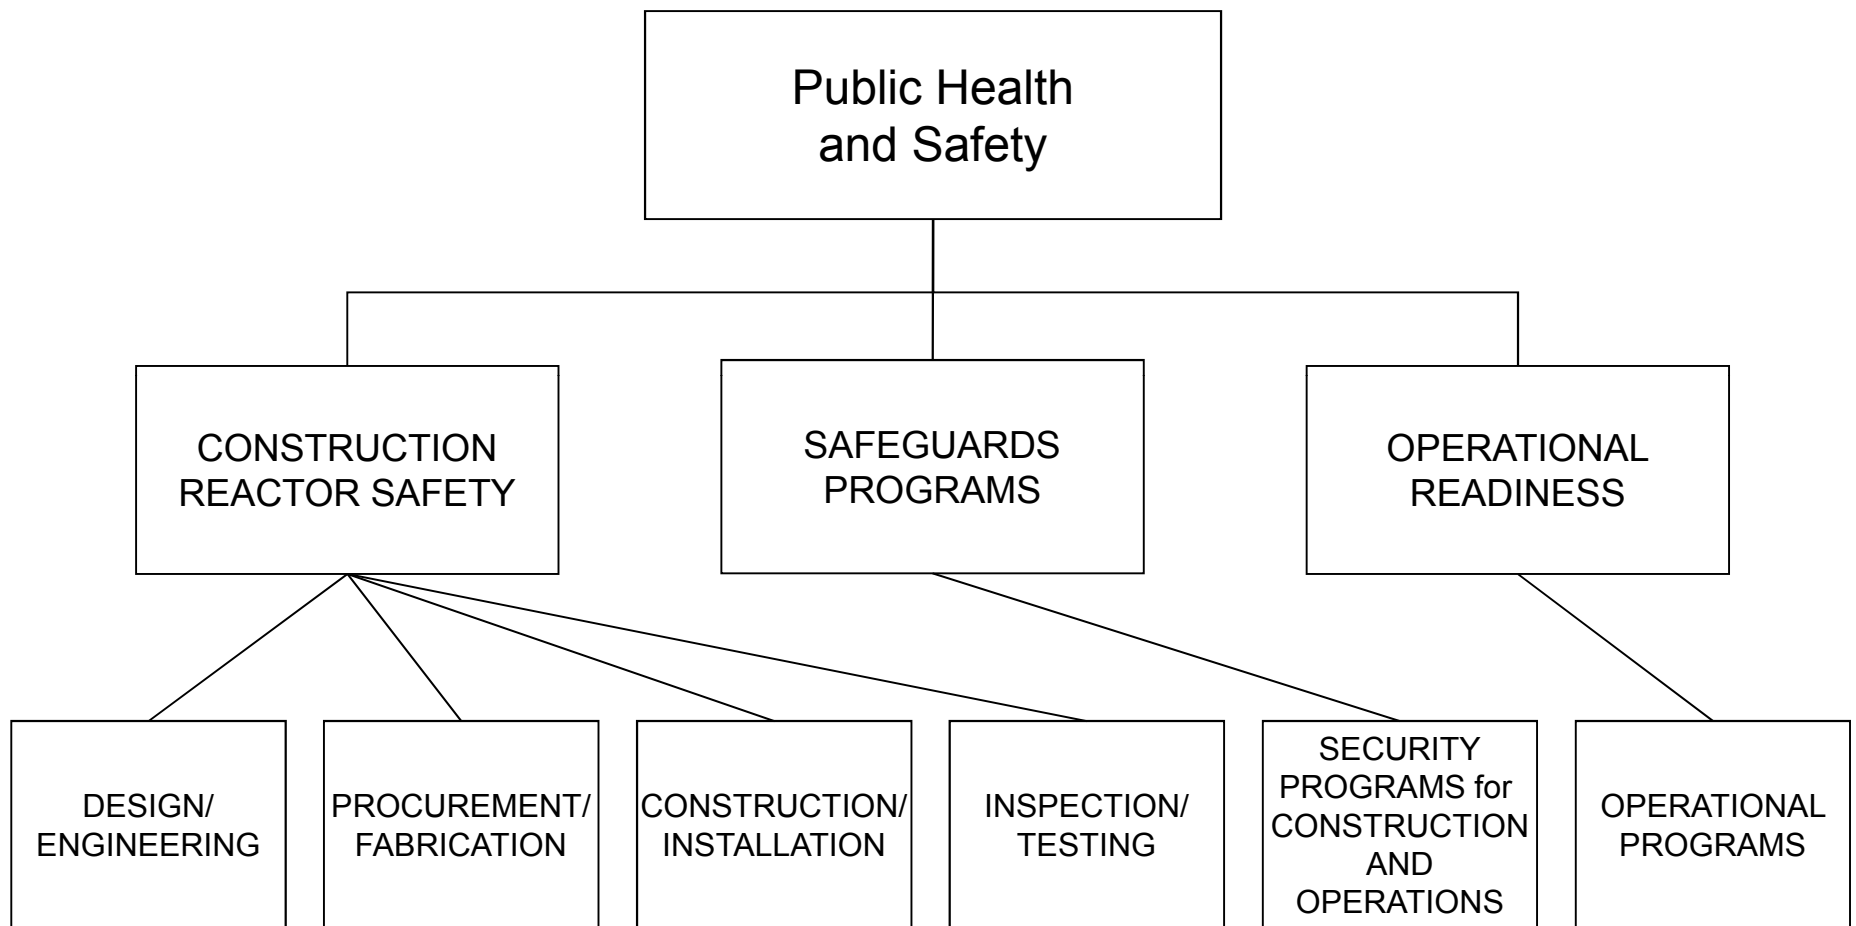 Public Health
and Safety
CONSTRUCTION
REACTOR SAFETY
SAFEGUARDS
PROGRAMS
OPERATIONAL
READINESS
DESIGN/
ENGINEERING
PROCUREMENT/
FABRICATION
CONSTRUCTION/
INSTALLATION
INSPECTION/
TESTING
SECURITY
PROGRAMS for
CONSTRUCTION
AND
OPERATIONS
OPERATIONAL
PROGRAMS